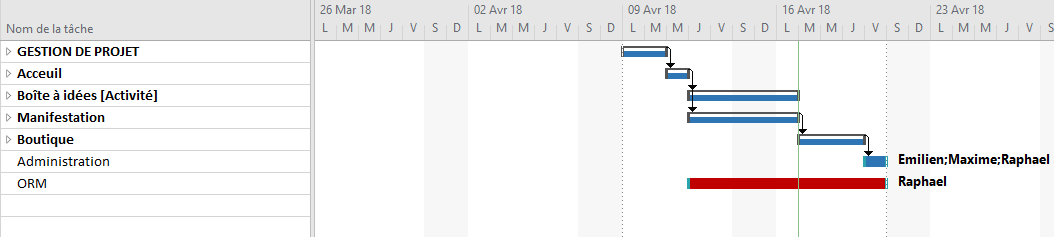 26 Mar 18 02 Avr 18 09 Avr 18 16 Avr 18 23 Avr 18
Nom de la tâche L M M J V S D L M M J V S D L M M J V S D L M M J V S D L M M J V S
GESTION DE PROJET
Acceuil
Boîte à idées [Activité]
Manifestation
Boutique
Administration Emilien;Maxime;Raphael
ORM Raphael